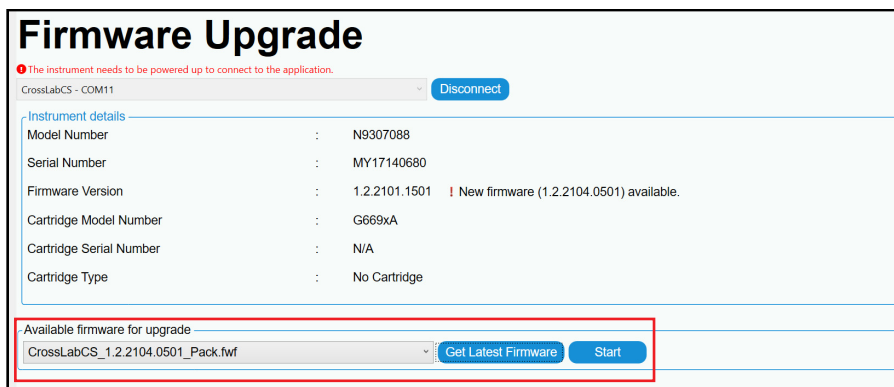 Firmware Upgrade
The instrument needs to be powered up to connect to the application.
CrossLabCS - COM11 Disconnect
Instrument details
Model Number : N9307088
Serial Number : MY17140680
Firmware Version : 1.2.2101.1501 ! New firmware (1.2.2104.0501) available.
Cartridge Model Number : G669xA
Cartridge Serial Number : N/A
Cartridge Type : No Cartridge
Available firmware for upgrade
CrossLabCS_1.2.2104.0501_Pack.fwf Get Latest Firmware Start